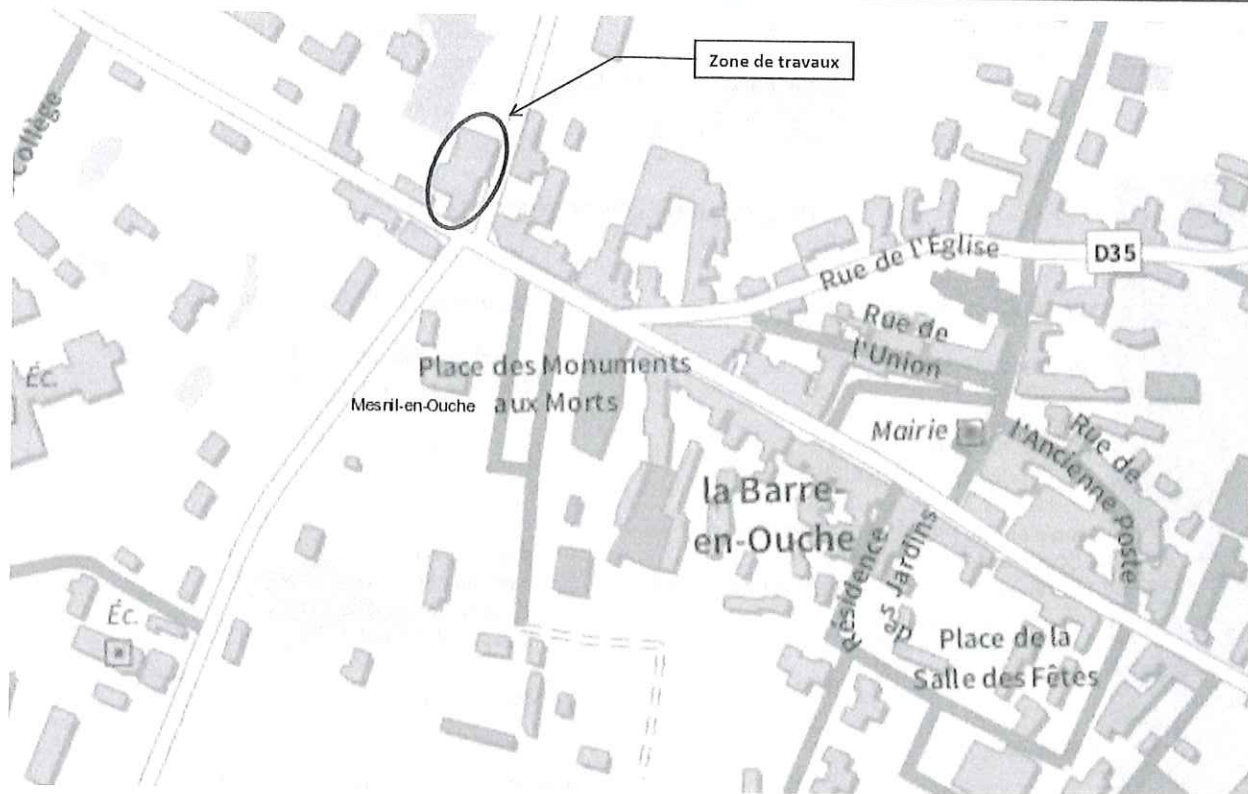 Zone de travaux
Collège
Rue de l'Église
D35
Rue de
l'Union
Place des Monuments
aux Morts
Mesnil-en-Ouche
Éc.
Mairie
Rue de
l'Ancienne Poste
la Barre-
en-Ouche
Résidence
des Jardins
Éc.
Place de la
Salle des Fêtes